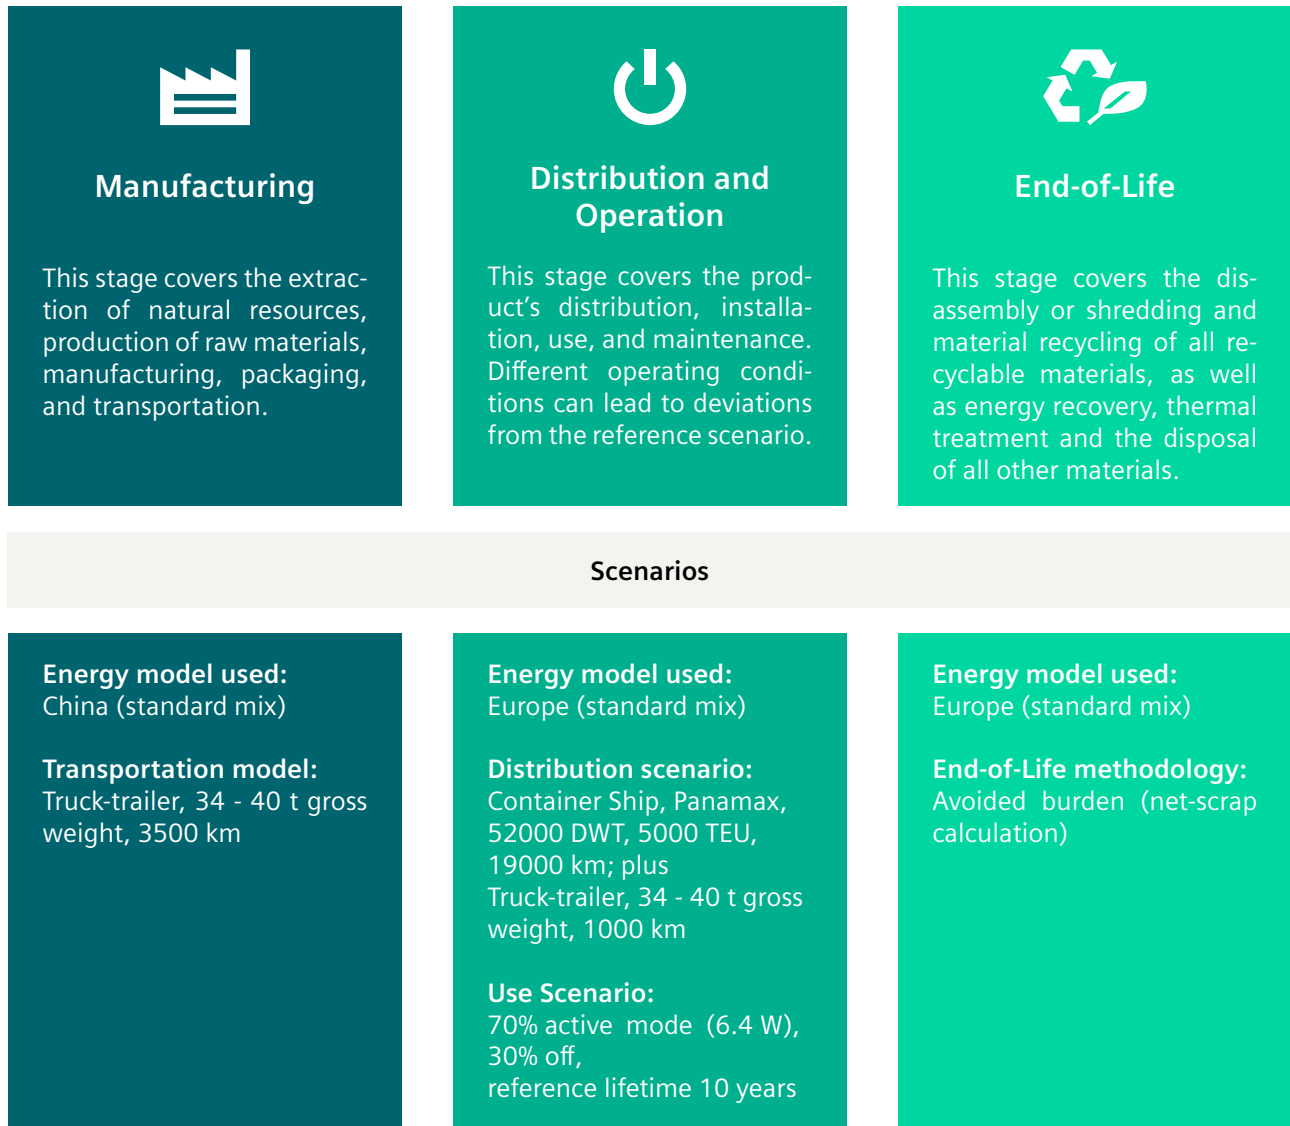 Manufacturing
This stage covers the extrac-
tion of natural resources,
production of raw materials,
manufacturing, packaging,
and transportation.
Distribution and
Operation
This stage covers the prod-
uct's distribution, installa-
tion, use, and maintenance.
Different operating condi-
tions can lead to deviations
from the reference scenario.
End-of-Life
This stage covers the dis-
assembly or shredding and
material recycling of all re-
cyclable materials, as well
as energy recovery, thermal
treatment and the disposal
of all other materials.
Scenarios
Energy model used:
China (standard mix)
Transportation model:
Truck-trailer, 34 - 40 t gross
weight, 3500 km
Energy model used:
Europe (standard mix)
Distribution scenario:
Container Ship, Panamax,
52000 DWT, 5000 TEU,
19000 km; plus
Truck-trailer, 34 - 40 t gross
weight, 1000 km
Use Scenario:
70% active mode (6.4 W),
30% off,
reference lifetime 10 years
Energy model used:
Europe (standard mix)
End-of-Life methodology:
Avoided burden (net-scrap
calculation)